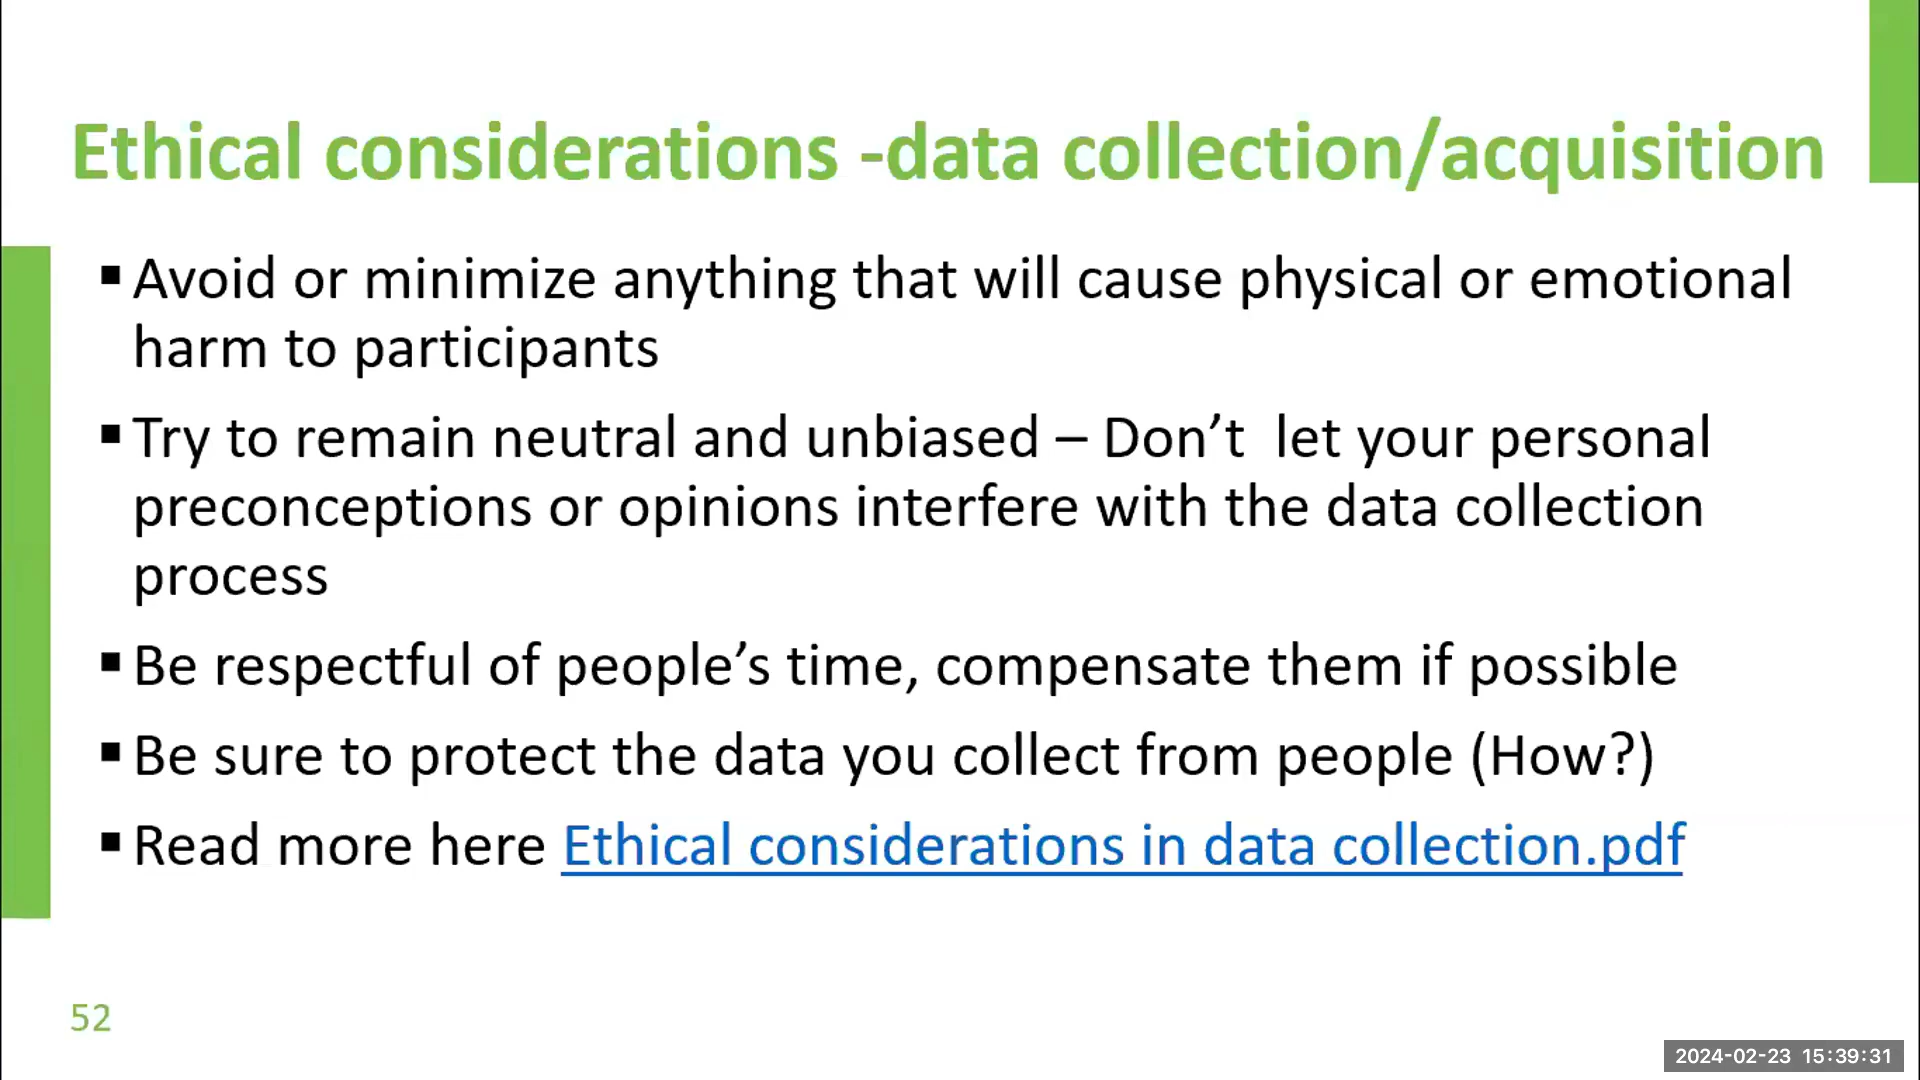 Ethical considerations -data collection/acquisition
▪Avoid or minimize anything that will cause physical or emotional
harm to participants
▪Try to remain neutral and unbiased – Don’t  let your personal
preconceptions or opinions interfere with the data collection
process
▪Be respectful of people’s time, compensate them if possible
▪Be sure to protect the data you collect from people (How?)
▪Read more here Ethical considerations in data collection.pdf
52
2024-02-23 15:39:31